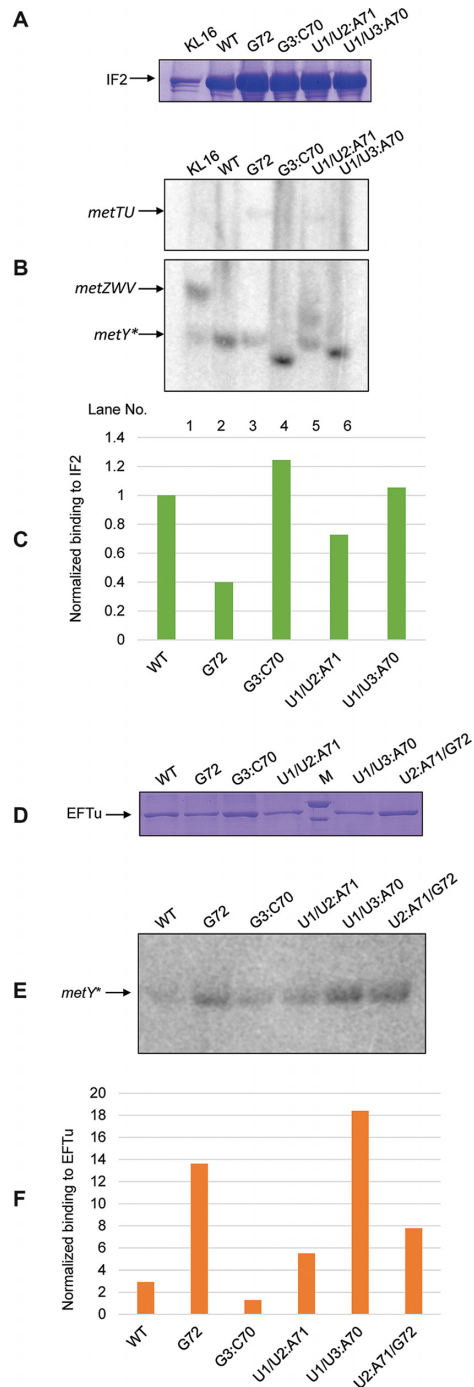 A
KL16 WT G72 G3:C70 U1/U2:A71 U1/U3:A70
IF2
KL16 WT G72 G3:C70 U1/U2:A71 U1/U3:A70
metTU
B
metZWV
metY*
Lane No.
1 2 3 4 5 6
C
Normalized binding to IF2
1.4
1.2
1
0.8
0.6
0.4
0.2
0
WT G72 G3:C70 U1/U2:A71 U1/U3:A70
D
WT G72 G3:C70 U1/U2:A71 M U1/U3:A70 U2:A71/G72
EFTu
E
WT G72 G3:C70 U1/U2:A71 U1/U3:A70 U2:A71/G72
metY*
F
Normalized binding to EFTu
20
18
16
14
12
10
8
6
4
2
0
WT G72 G3:C70 U1/U2:A71 U1/U3:A70 U2:A71/G72